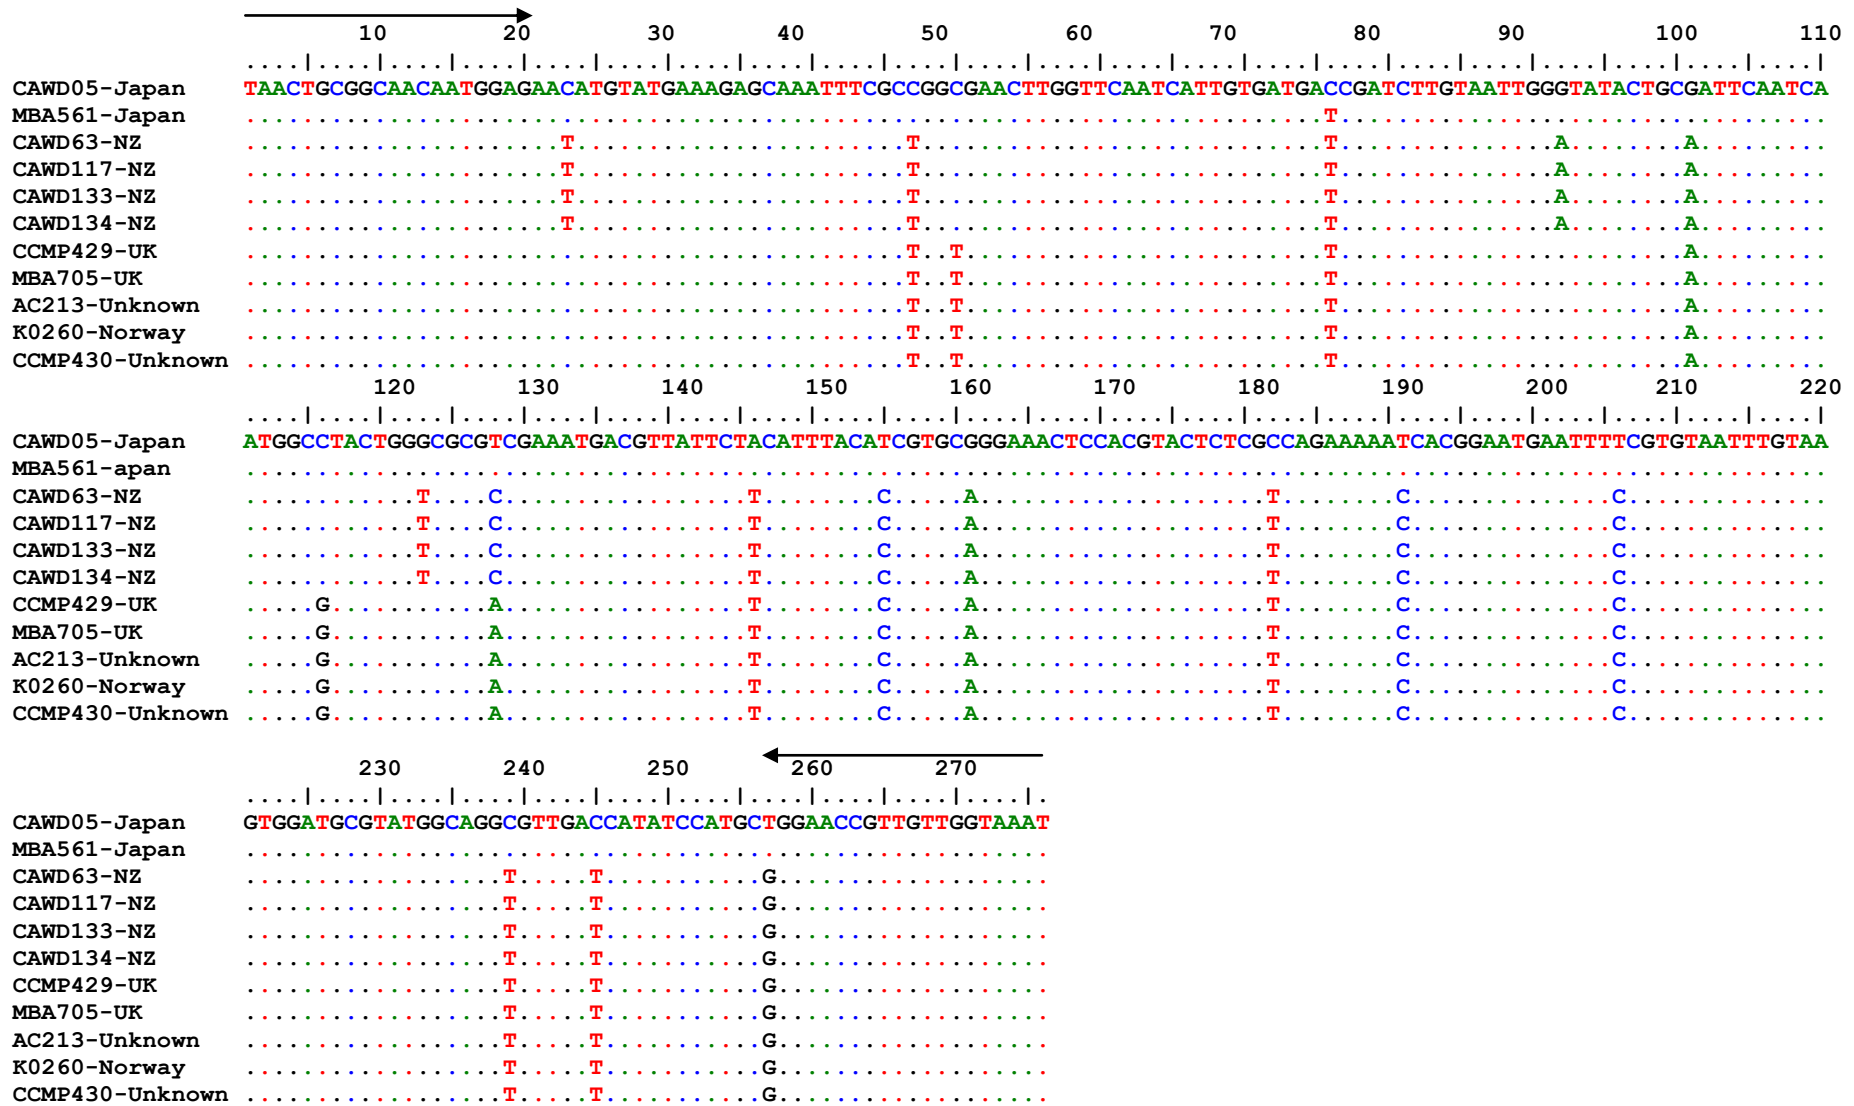 10 20 30 40 50 60 70 80 90 100 110
....|....|....|....|....|....|....|....|....|....|....|....|....|....|....|....|....|....|....|....|....|....|
CAWD05-Japan TAACTGCGGCAACAATGGAGAACATGTATGAAAGAGCAAATTTCGCCGGCGAACTTGGTTCAATCATTGTGATGACCGATCTTGTAATTGGGTATACTGCGATTCAATCA
MBA561-Japan ...........................................................................T..................................
CAWD63-NZ ......................T.......................T............................T...............A........A.........
CAWD117-NZ ......................T.......................T............................T...............A........A.........
CAWD133-NZ ......................T.......................T............................T...............A........A.........
CAWD134-NZ ......................T.......................T............................T...............A........A.........
CCMP429-UK ..............................................T..T.........................T........................A.........
MBA705-UK ..............................................T..T.........................T........................A.........
AC213-Unknown ..............................................T..T.........................T........................A.........
K0260-Norway ..............................................T..T.........................T........................A.........
CCMP430-Unknown ..............................................T..T.........................T........................A.........
120 130 140 150 160 170 180 190 200 210 220
....|....|....|....|....|....|....|....|....|....|....|....|....|....|....|....|....|....|....|....|....|....|
CAWD05-Japan ATGGCCTACTGGGCGCGTCGAAATGACGTTATTCTACATTTACATCGTGCGGGAAACTCCACGTACTCTCGCCAGAAAAATCACGGAATGAATTTTCGTGTAATTTGTAA
MBA561-apan ..............................................................................................................
CAWD63-NZ ............T....C.................T........C.....A....................T........C..............C..............
CAWD117-NZ ............T....C.................T........C.....A....................T........C..............C..............
CAWD133-NZ ............T....C.................T........C.....A....................T........C..............C..............
CAWD134-NZ ............T....C.................T........C.....A....................T........C..............C..............
CCMP429-UK .....G...........A.................T........C.....A....................T........C..............C..............
MBA705-UK .....G...........A.................T........C.....A....................T........C..............C..............
AC213-Unknown .....G...........A.................T........C.....A....................T........C..............C..............
K0260-Norway .....G...........A.................T........C.....A....................T........C..............C..............
CCMP430-Unknown .....G...........A.................T........C.....A....................T........C..............C..............
230 240 250 260 270
....|....|....|....|....|....|....|....|....|....|....|.
CAWD05-Japan GTGGATGCGTATGGCAGGCGTTGACCATATCCATGCTGGAACCGTTGTTGGTAAAT
MBA561-Japan ........................................................
CAWD63-NZ ..................T.....T...........G...................
CAWD117-NZ ..................T.....T...........G...................
CAWD133-NZ ..................T.....T...........G...................
CAWD134-NZ ..................T.....T...........G...................
CCMP429-UK ..................T.....T...........G...................
MBA705-UK ..................T.....T...........G...................
AC213-Unknown ..................T.....T...........G...................
K0260-Norway ..................T.....T...........G...................
CCMP430-Unknown ..................T.....T...........G...................